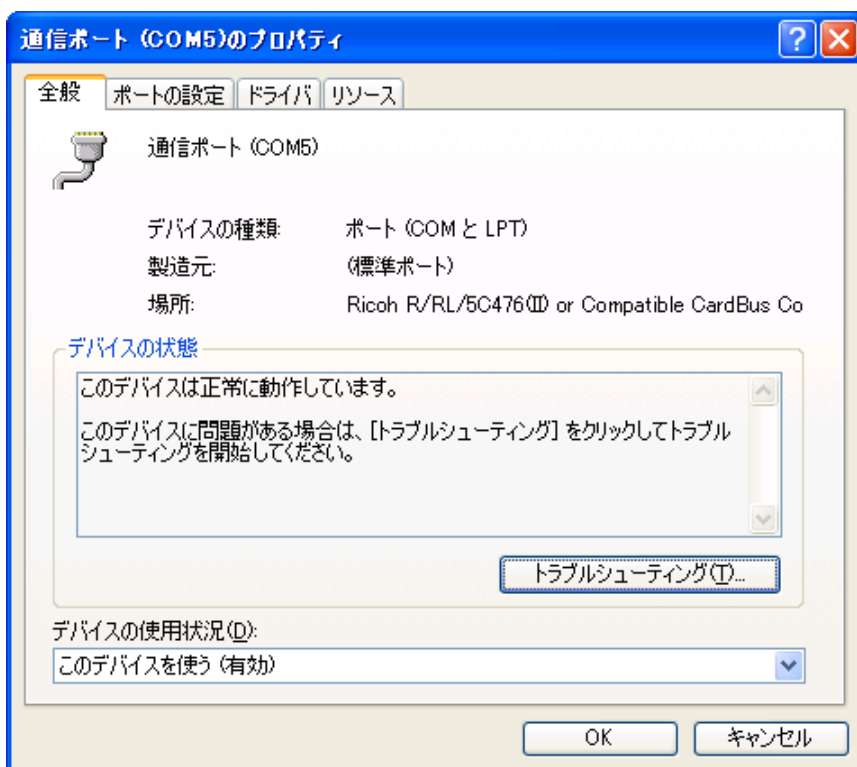 通信ポート (COM5)のプロパティ
全般 ポートの設定 ドライバ リソース
通信ポート (COM5)
デバイスの種類: ポート (COM と LPT)
製造元: (標準ポート)
場所: Ricoh R/RL/5C476(II) or Compatible CardBus Co
デバイスの状態
このデバイスは正常に動作しています。
このデバイスに問題がある場合は、[トラブルシューティング] をクリックしてトラブル
シューティングを開始してください。
トラブルシューティング(T)...
デバイスの使用状況(D):
このデバイスを使う (有効)
OK キャンセル